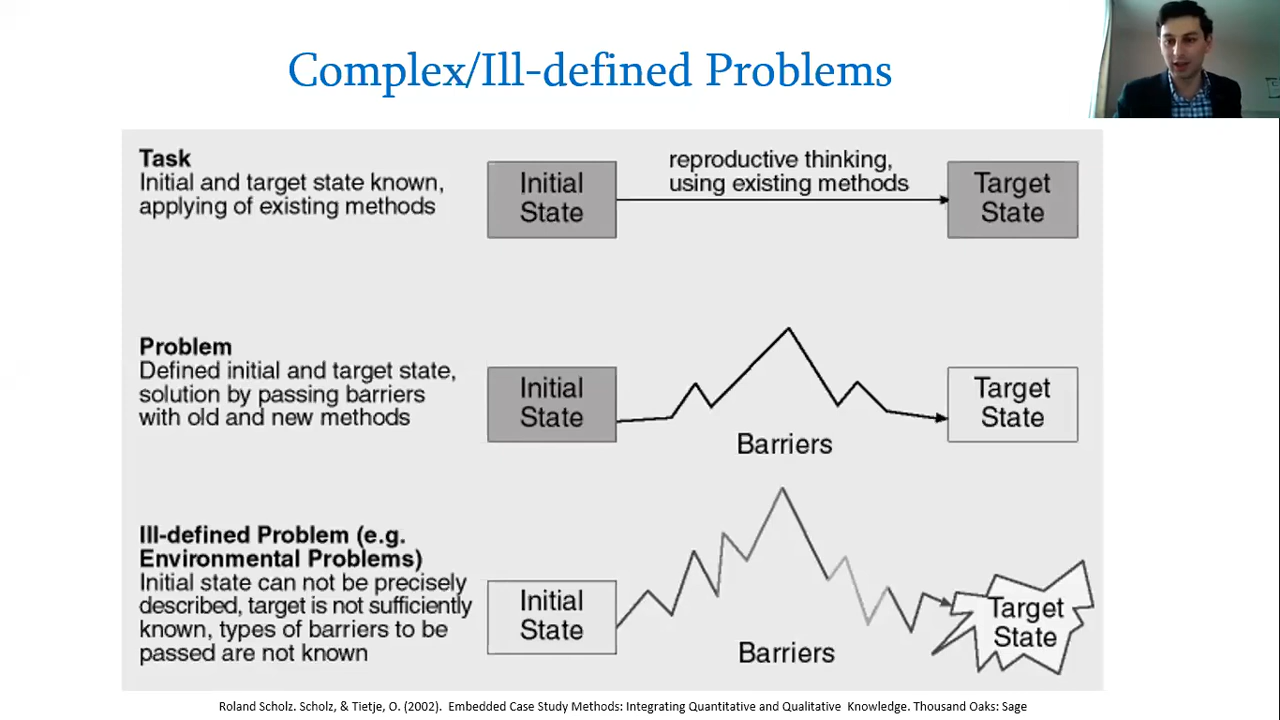 Complex/Ill-defined Problems
Task
Initial and target state known,
applying of existing methods
Initial
State
reproductive thinking,
using existing methods
Target
State
Problem
Defined initial and target state,
solution by passing barriers
with old and new methods
Initial
State
Barriers
Target
State
Ill-defined Problem (e.g.
Environmental Problems)
Initial state can not be precisely
described, target is not sufficiently
known, types of barriers to be
passed are not known
Initial
State
Barriers
Target
State
Roland Scholz. Scholz, & Tietje, O. (2002). Embedded Case Study Methods: Integrating Quantitative and Qualitative Knowledge. Thousand Oaks: Sage